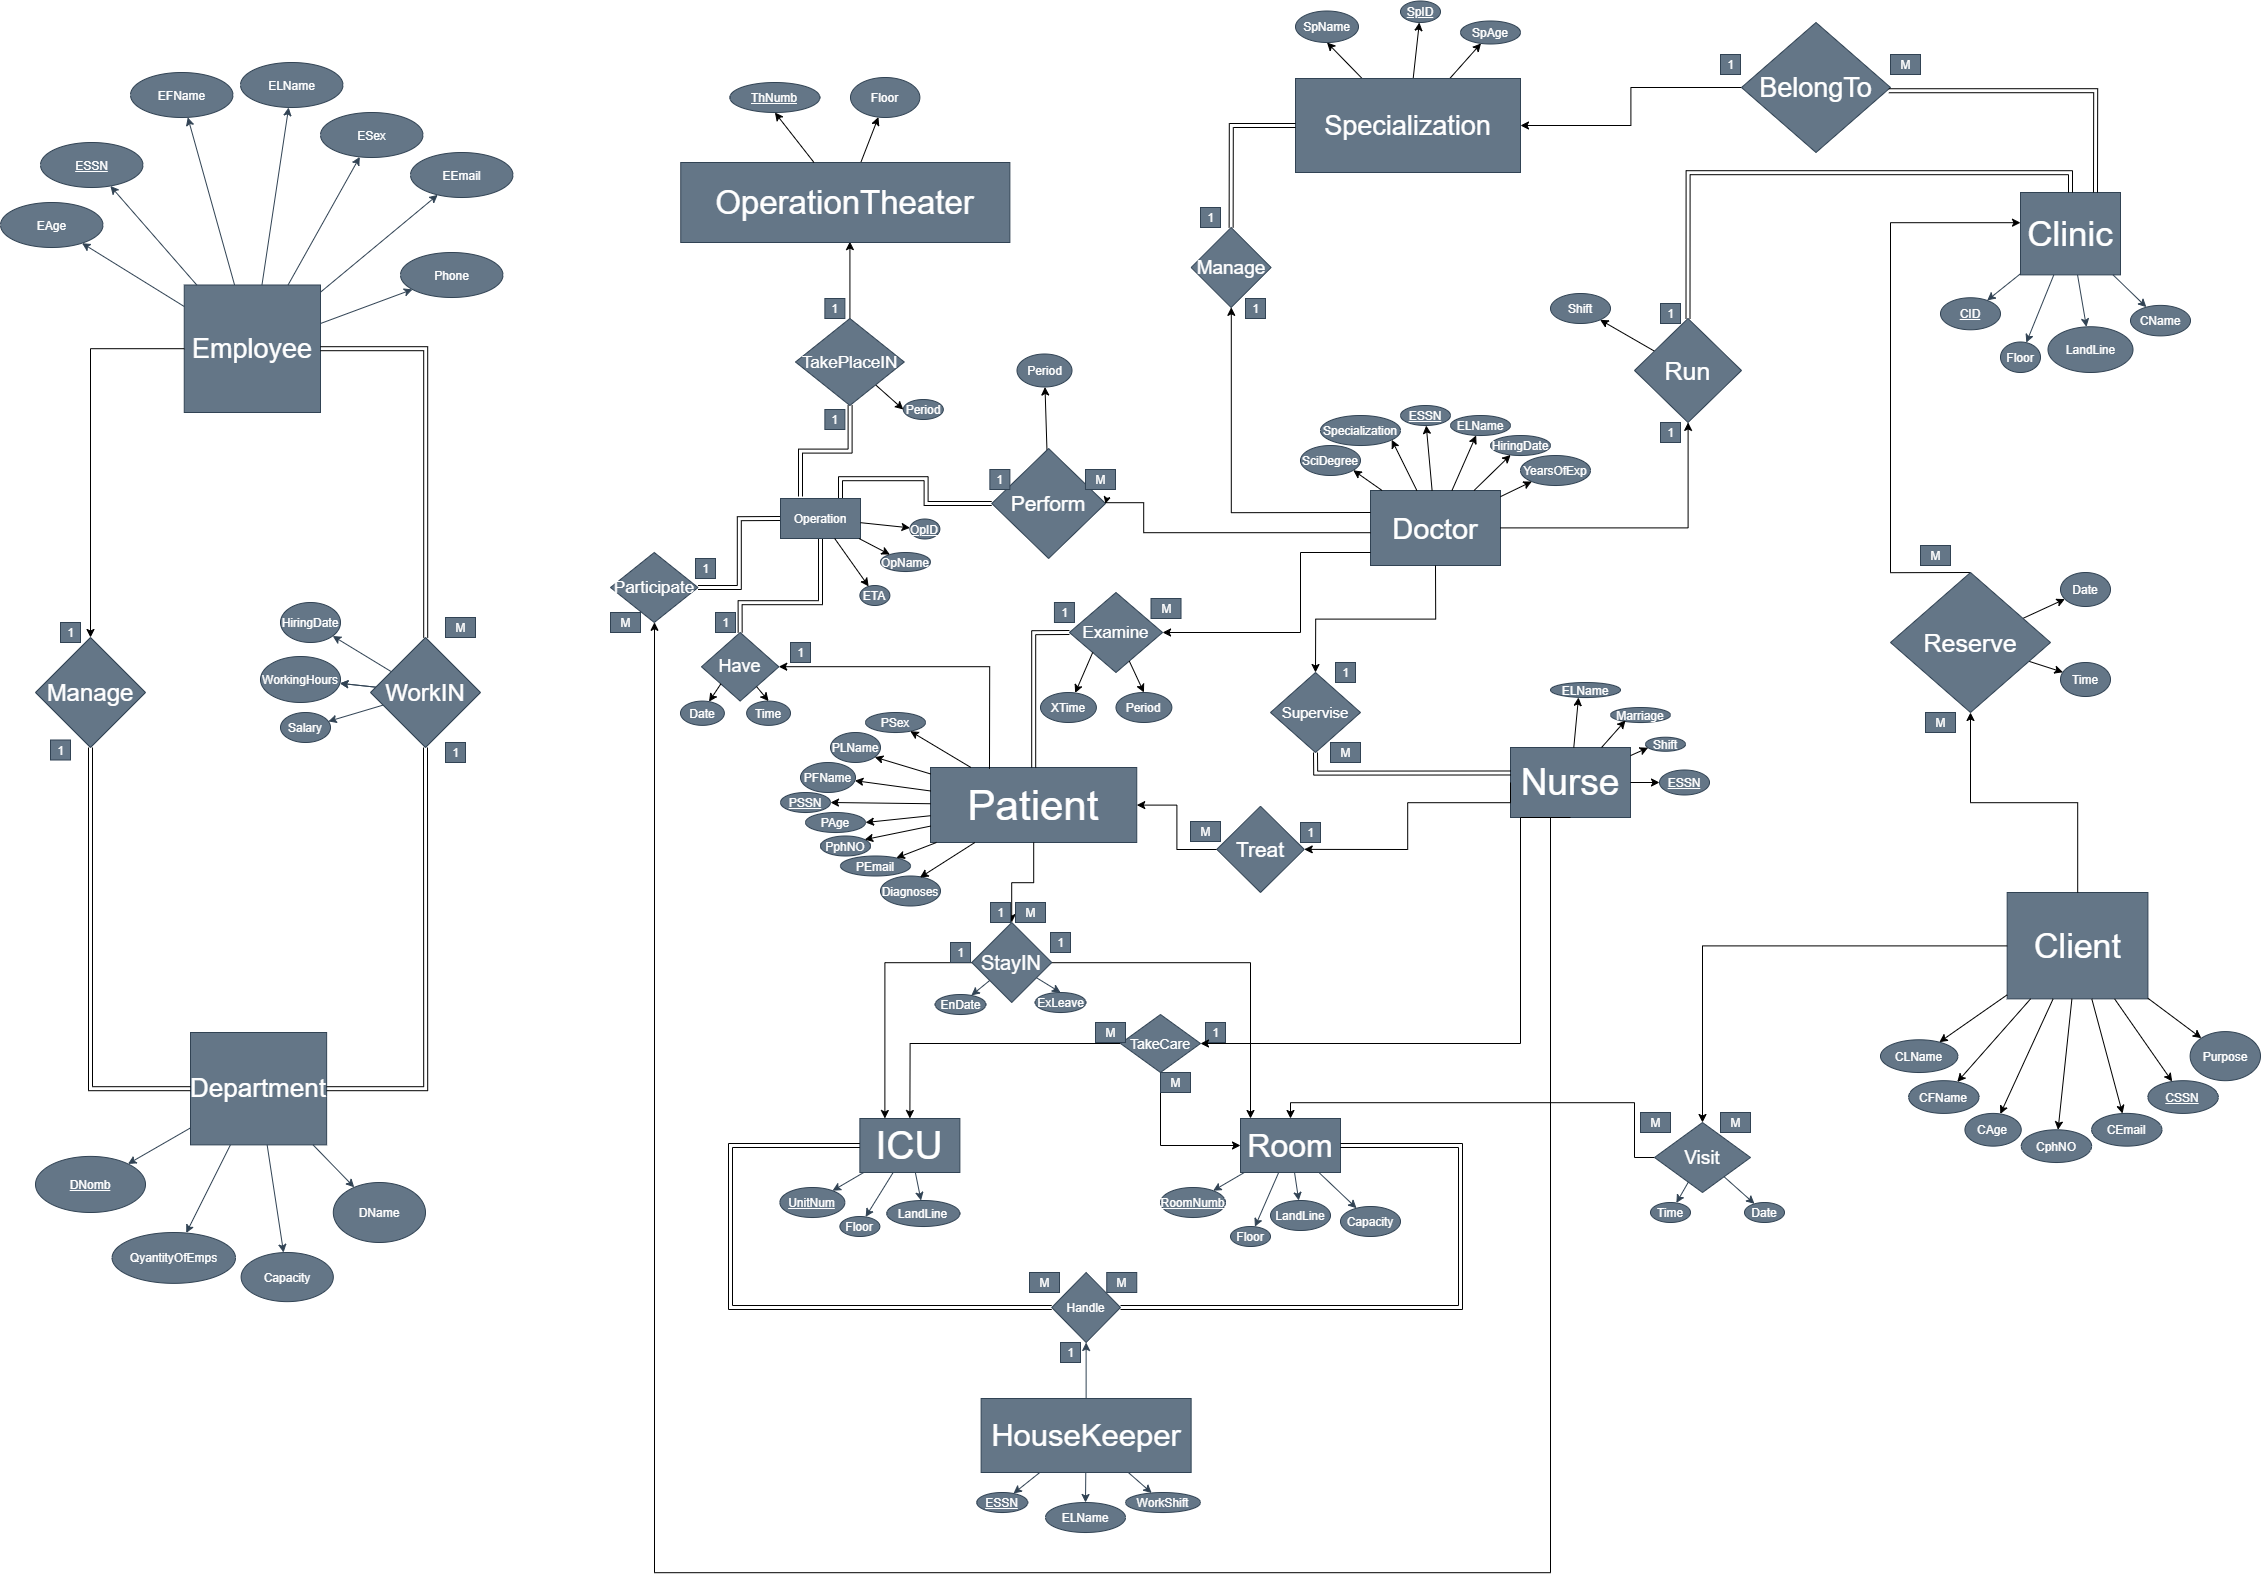 SpName
SpID
SpAge
1
BelongTo
M
Specialization
EFName
ELName
ESex
ESSN
EEmail
EAge
Phone
Employee
ThNumb
Floor
OperationTheater
1
TakePlaceIN
1
Period
1
Manage
1
Clinic
CID
Floor
LandLine
CName
Shift
1
Run
1
Period
1
M
Perform
Specialization
ESSN
ELName
HiringDate
SciDegree
YearsOfExp
Doctor
Operation
OpID
OpName
ETA
Participate
1
M
1
1
Have
Date
Time
1
M
Examine
XTime
Period
1
Supervise
M
M
Reserve
Date
Time
M
1
Manage
1
HiringDate
WorkingHours
Salary
M
WorkIN
1
PSex
PLName
PFName
PSSN
PAge
PphNO
PEmail
Diagnoses
Patient
ELName
Marriage
Shift
ESSN
Nurse
M
1
Treat
1
M
1
1
StayIN
EnDate
ExLeave
M
1
TakeCare
M
Client
CLName
CFName
CAge
CphNO
CEmail
CSSN
Purpose
Department
DNomb
QyantityOfEmps
Capacity
DName
ICU
UnitNum
Floor
LandLine
Room
RoomNumb
Floor
LandLine
Capacity
M
M
Visit
Time
Date
M
M
Handle
1
HouseKeeper
ESSN
ELName
WorkShift